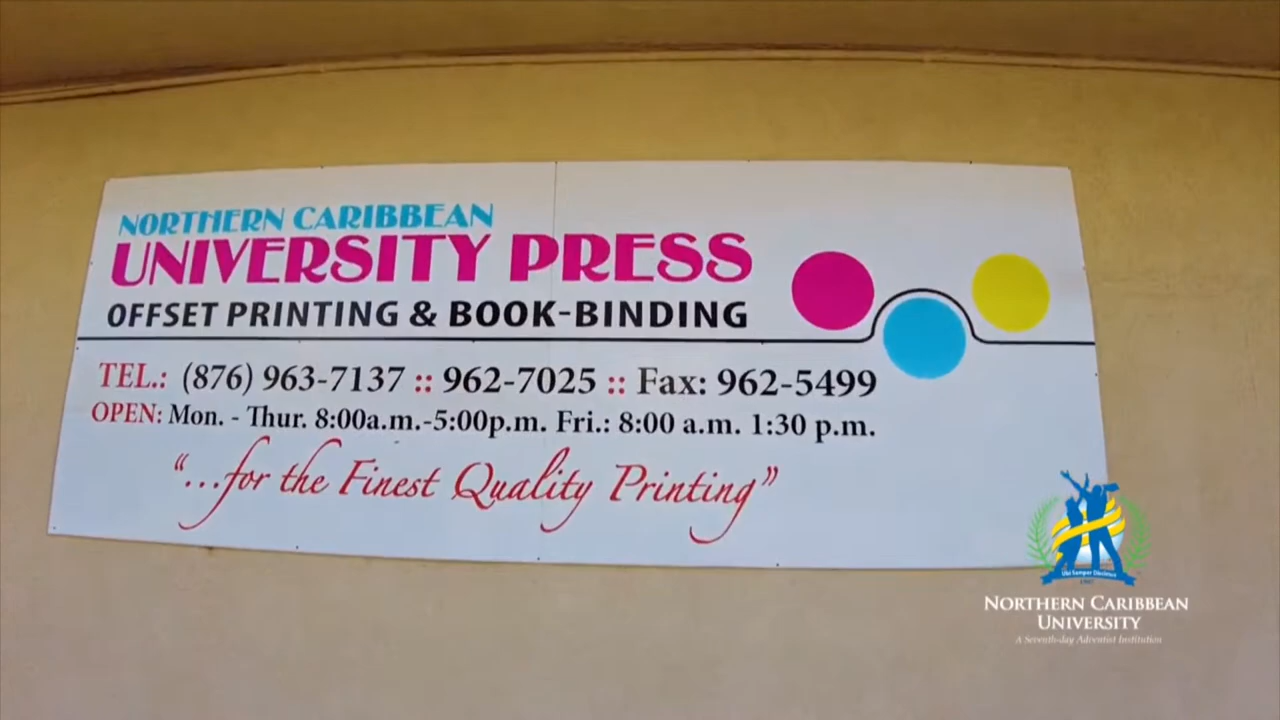 NORTHERN CARIBBEAN
UNIVERSITY PRESS
OFFSET PRINTING & BOOK-BINDING
TEL.: (876) 963-7137 :: 962-7025 :: Fax: 962-5499
OPEN: Mon. - Thur. 8:00a.m.-5:00p.m. Fri.: 8:00 a.m. 1:30 p.m.
“...for the Finest Quality Printing”
NORTHERN CARIBBEAN
UNIVERSITY
A Seventh-day Adventist Institution